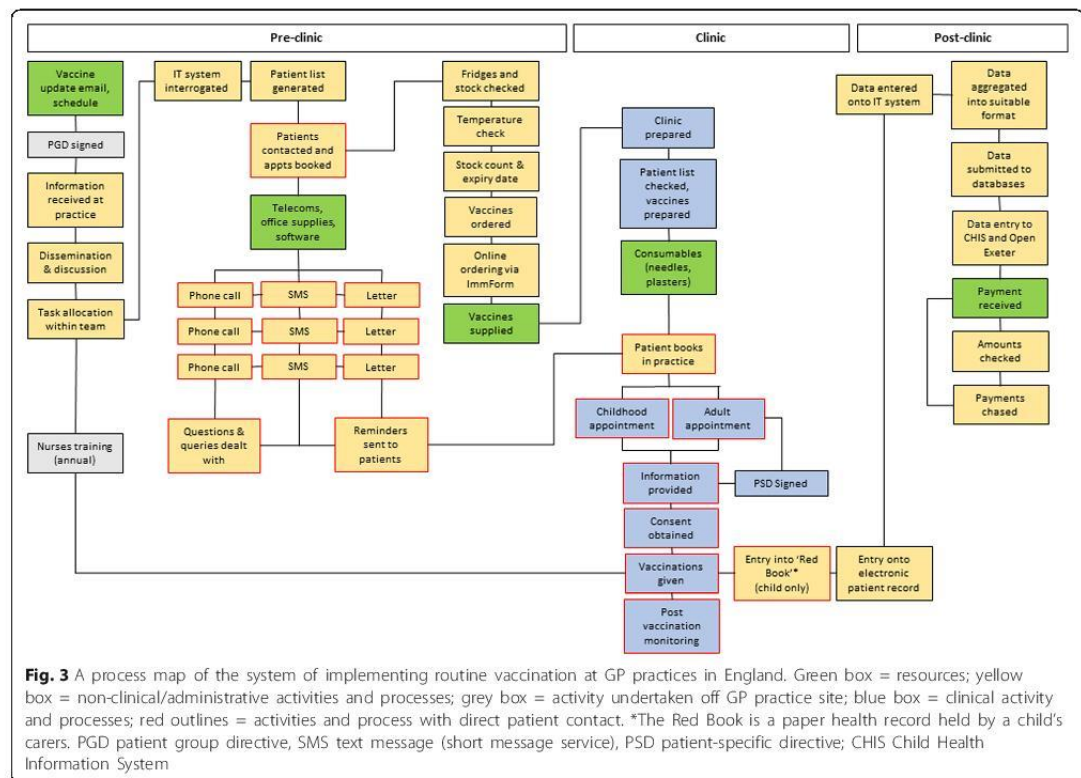 Pre-clinic
Clinic
Post-clinic
Vaccine
update email,
schedule
PGD signed
Information
received at
practice
Dissemination
& discussion
Task allocation
within team
Nurses training
(annual)
IT system
interrogated
Patient list
generated
Patients
contacted and
appts booked
Telecoms,
office supplies,
software
Phone call
SMS
Letter
Phone call
SMS
Letter
Phone call
SMS
Letter
Questions &
queries dealt
with
Reminders
sent to
patients
Fridges and
stock checked
Temperature
check
Stock count &
expiry date
Vaccines
ordered
Online
ordering via
ImmForm
Vaccines
supplied
Clinic
prepared
Patient list
checked,
vaccines
prepared
Consumables
(needles,
plasters)
Patient books
in practice
Childhood
appointment
Adult
appointment
Information
provided
PSD Signed
Consent
obtained
Vaccinations
given
Post
vaccination
monitoring
Entry into 'Red
Book'*
(child only)
Entry onto
electronic
patient record
Data entered
onto IT system
Data
aggregated
into suitable
format
Data
submitted to
databases
Data entry to
CHIS and Open
Exeter
Payment
received
Amounts
checked
Payments
chased
Fig. 3 A process map of the system of implementing routine vaccination at GP practices in England. Green box = resources; yellow
box = non-clinical/administrative activities and processes; grey box = activity undertaken off GP practice site; blue box = clinical activity
and processes; red outlines = activities and process with direct patient contact. *The Red Book is a paper health record held by a child's
carers. PGD patient group directive, SMS text message (short message service), PSD patient-specific directive; CHIS Child Health
Information System